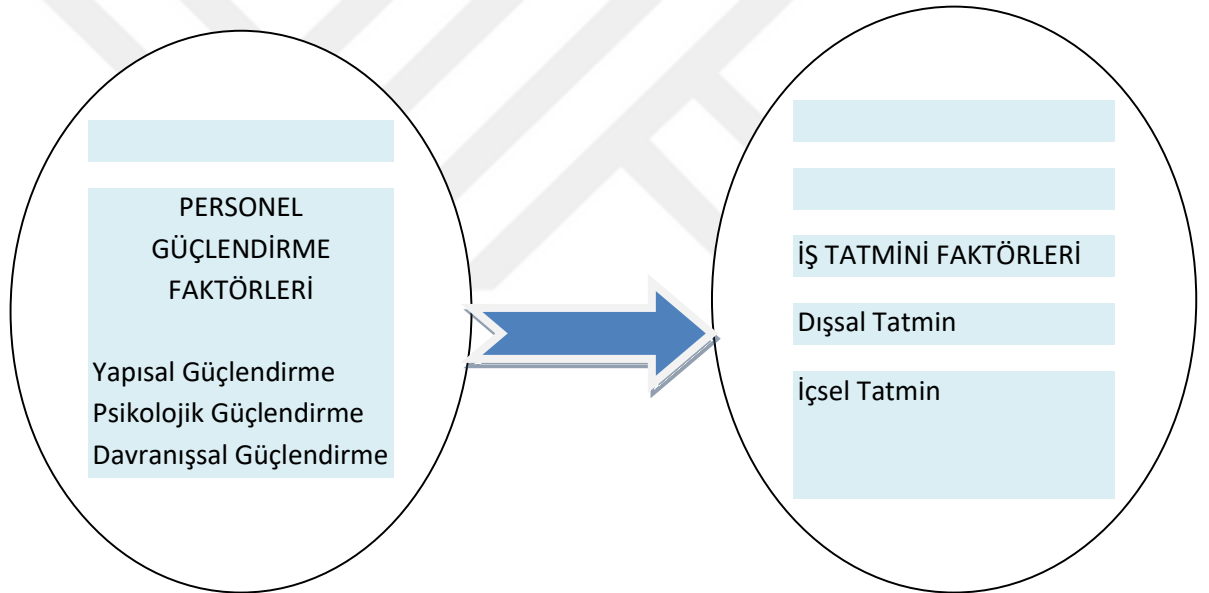 PERSONEL
GÜÇLENDİRME
FAKTÖRLERİ
Yapısal Güçlendirme
Psikolojik Güçlendirme
Davranışsal Güçlendirme
İŞ TATMİNİ FAKTÖRLERİ
Dışsal Tatmin
İçsel Tatmin